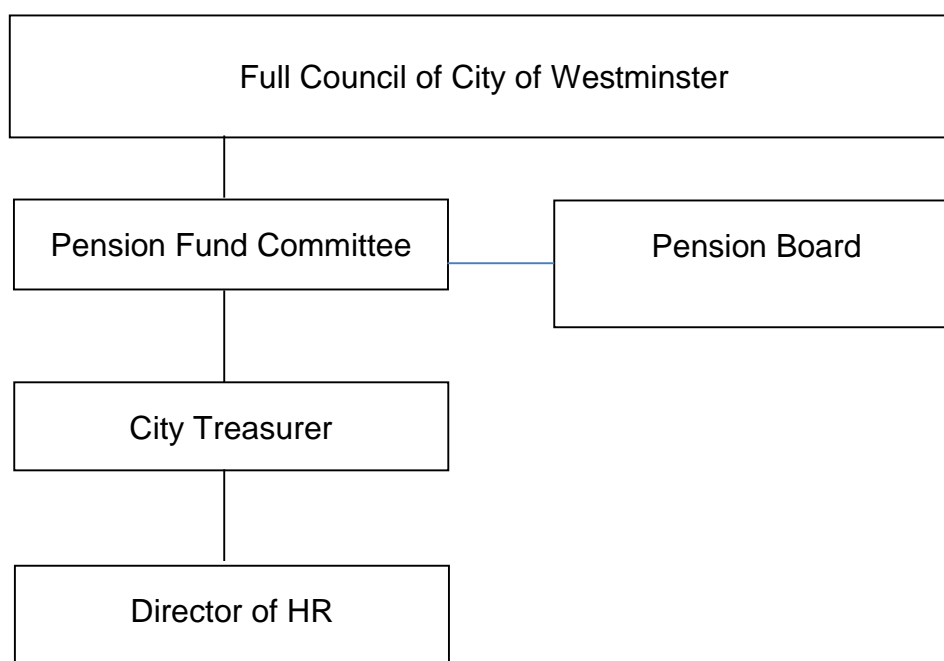 Full Council of City of Westminster
Pension Fund Committee
Pension Board
City Treasurer
Director of HR